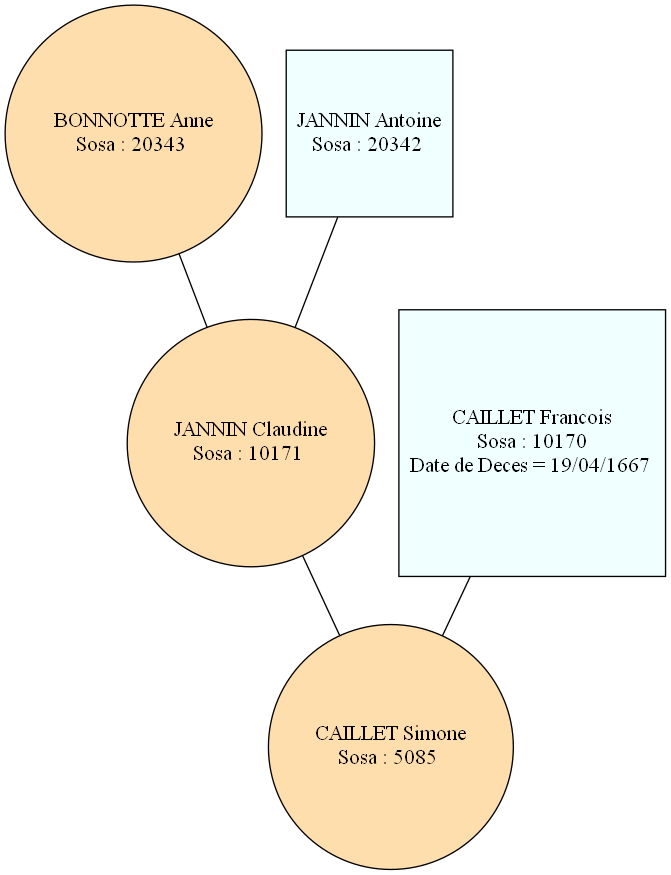 BONNOTTE Anne
Sosa : 20343
JANNIN Antoine
Sosa : 20342
JANNIN Claudine
Sosa : 10171
CAILLET Francois
Sosa : 10170
Date de Deces = 19/04/1667
CAILLET Simone
Sosa : 5085